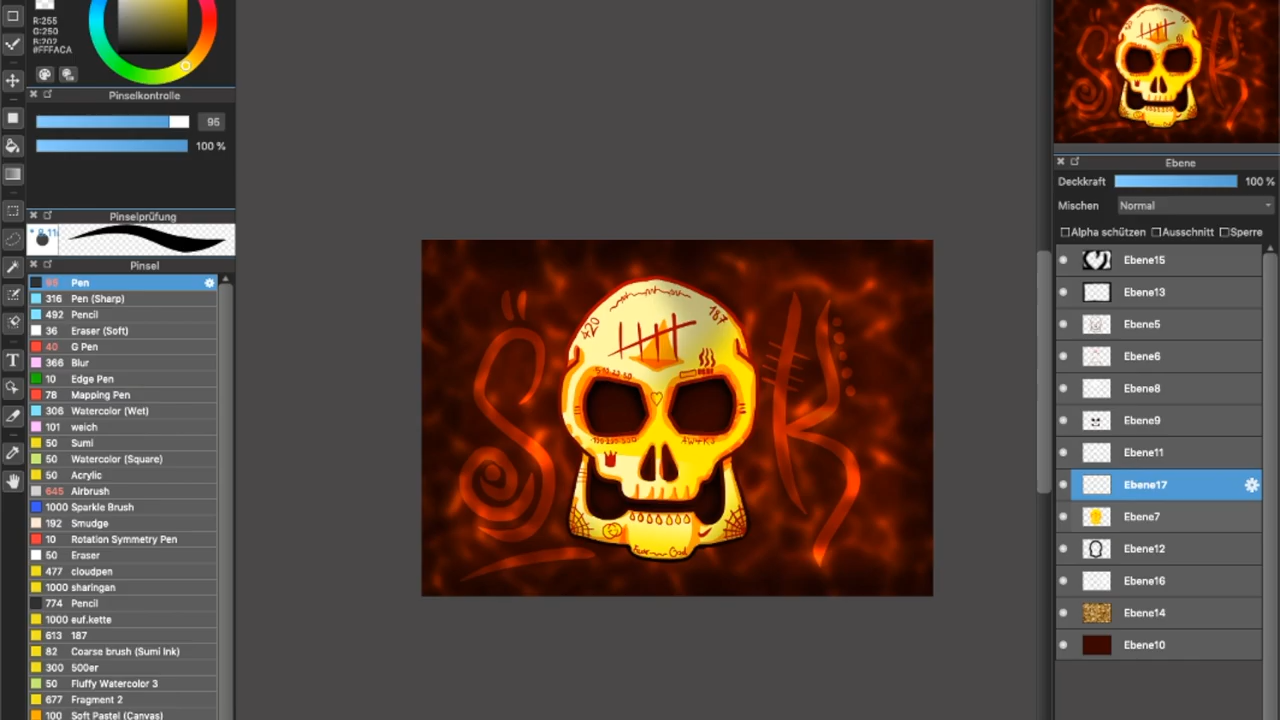 R:255
G:250
B:202
#FFFACA
Pinselkontrolle
95
100 %
Pinselprüfung
Pinsel
95 Pen
316 Pen (Sharp)
492 Pencil
36 Eraser (Soft)
40 G Pen
366 Blur
10 Edge Pen
78 Mapping Pen
306 Watercolor (Wet)
101 weich
50 Sumi
50 Watercolor (Square)
50 Acrylic
645 Airbrush
1000 Sparkle Brush
192 Smudge
10 Rotation Symmetry Pen
50 Eraser
477 cloudpen
1000 sharingan
774 Pencil
1000 euf.kette
613 187
82 Coarse brush (Sumi Ink)
300 500er
50 Fluffy Watercolor 3
677 Fragment 2
100 Soft Pastel (Canvas)
S K
420
187
God
Ebene
Deckkraft 100 %
Mischen Normal
Alpha schützen Ausschnitt Sperre
Ebene15
Ebene13
Ebene5
Ebene6
Ebene8
Ebene9
Ebene11
Ebene17
Ebene7
Ebene12
Ebene16
Ebene14
Ebene10